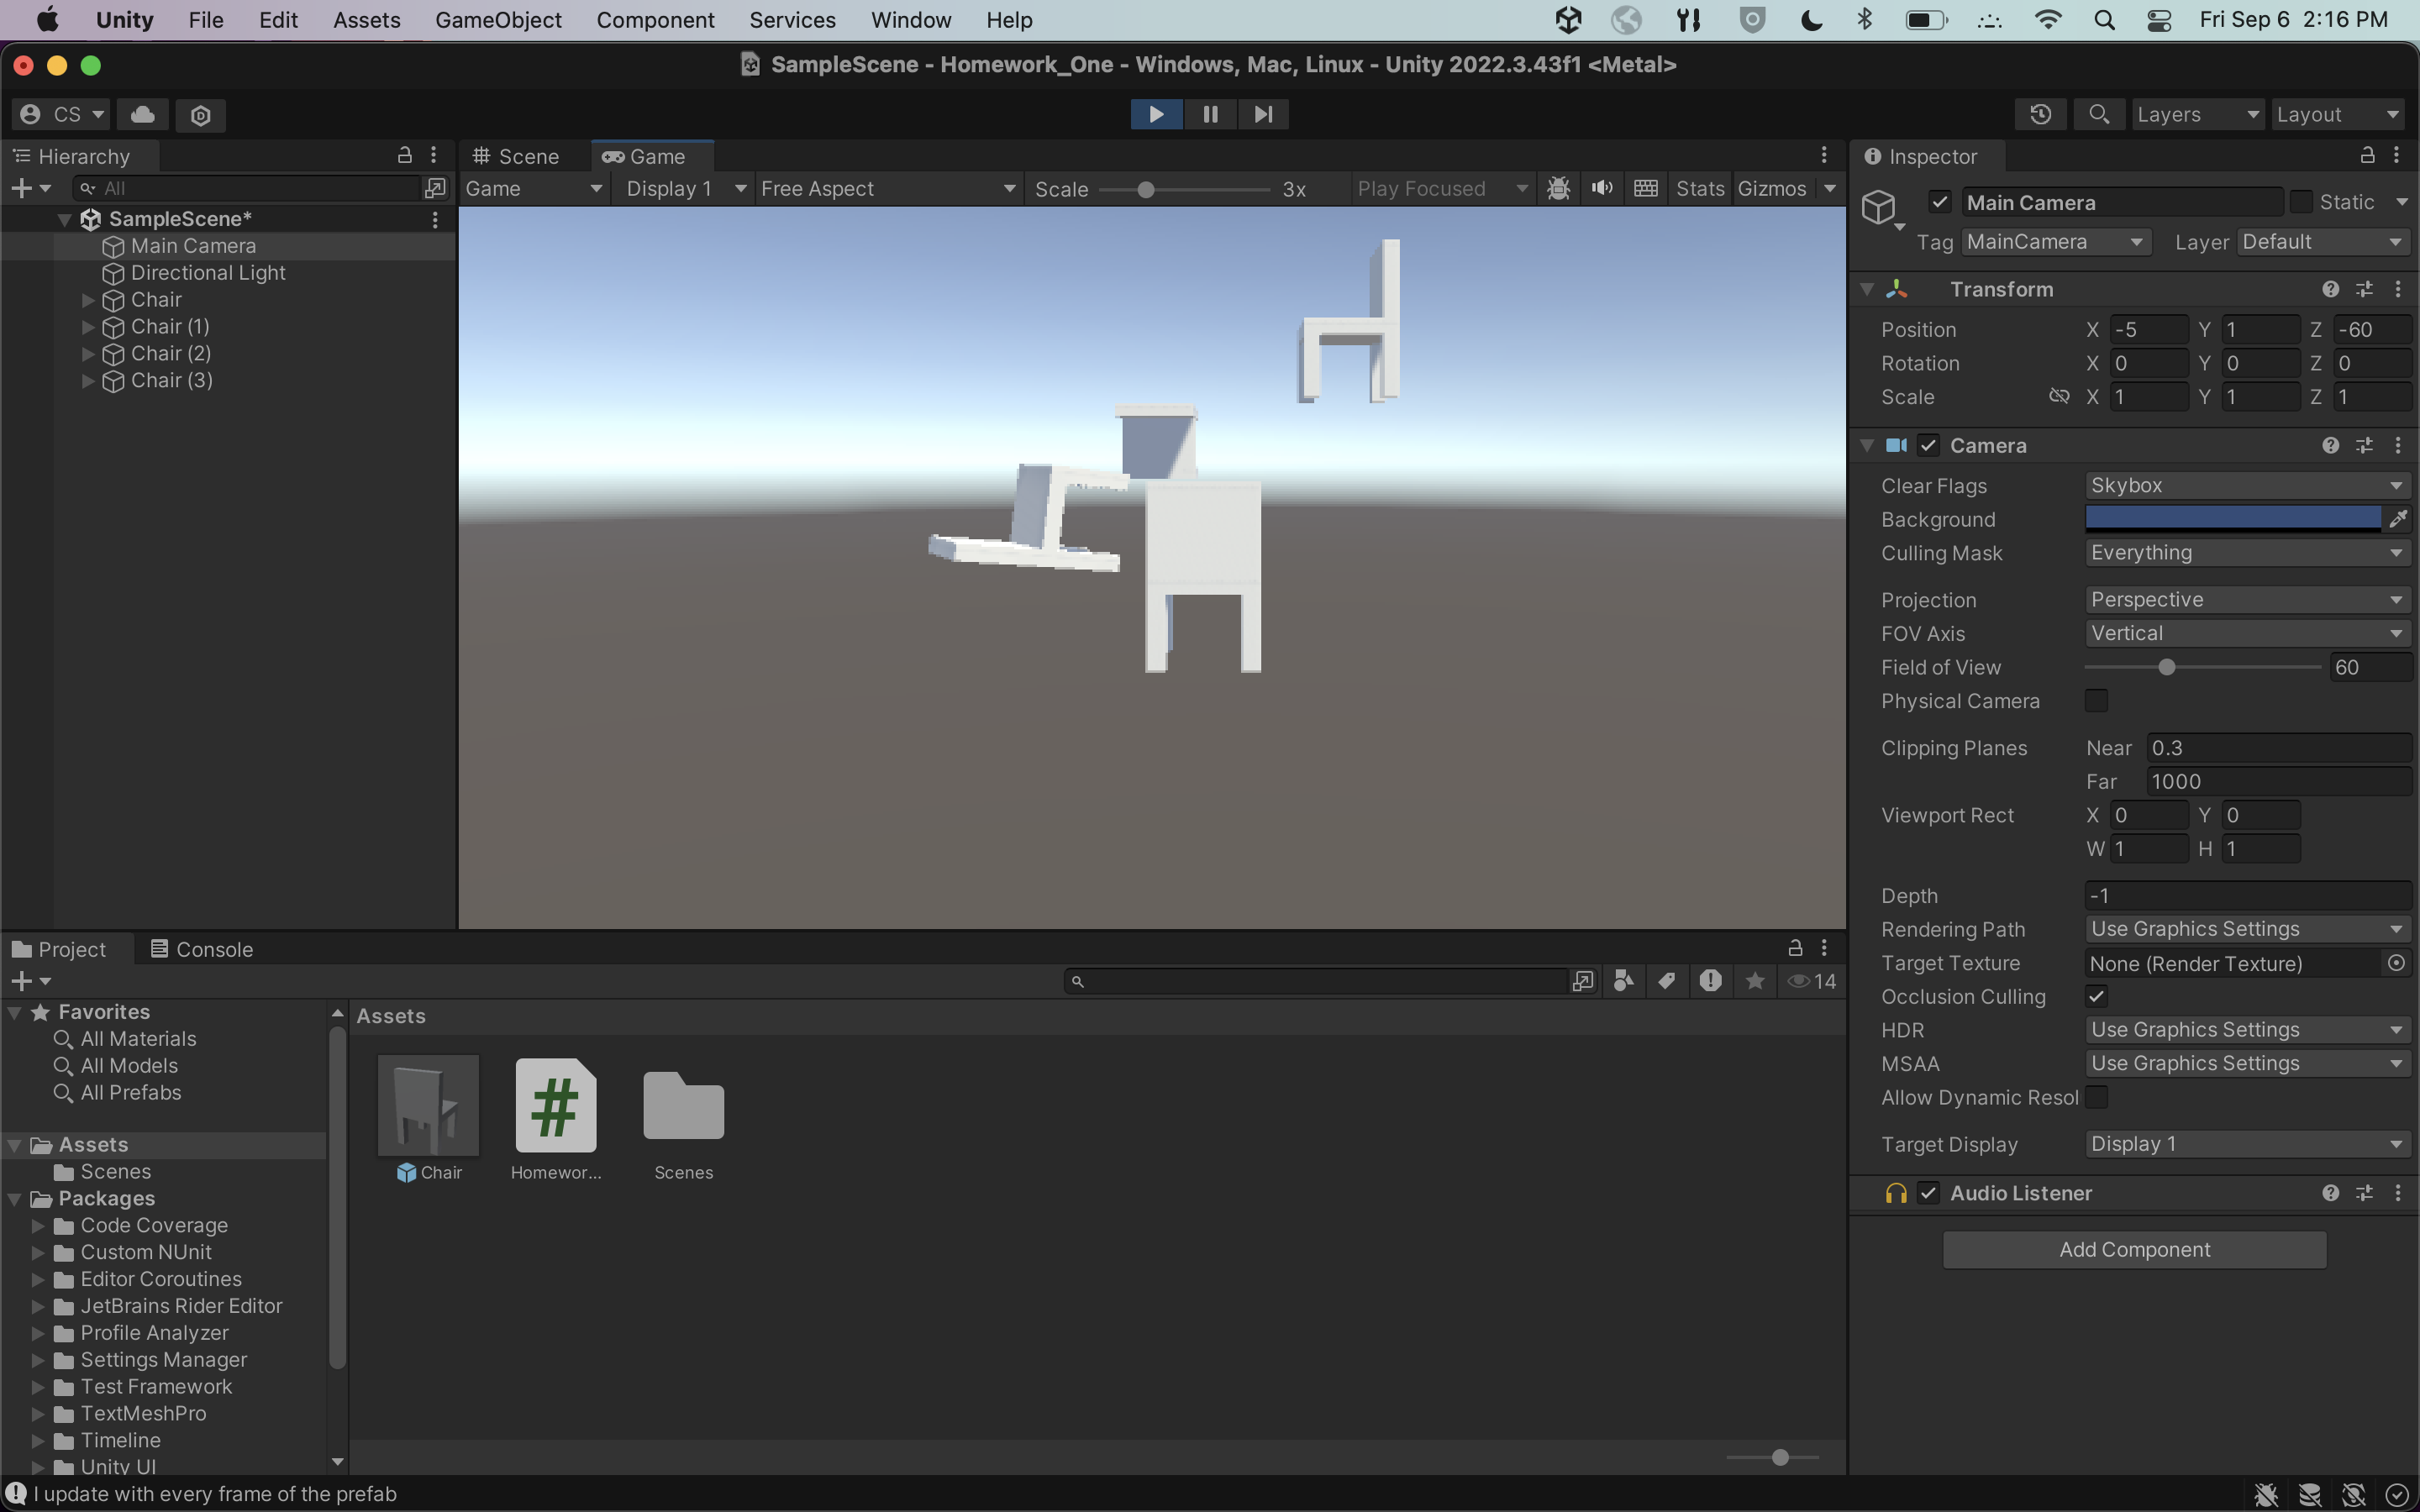 Unity File Edit Assets GameObject Component Services Window Help Fri Sep 6 2:16 PM
SampleScene - Homework_One - Windows, Mac, Linux - Unity 2022.3.43f1 <Metal>
CS Layers Layout
Hierarchy
All
SampleScene*
Main Camera
Directional Light
Chair
Chair (1)
Chair (2)
Chair (3)
Scene Game
Game Display 1 Free Aspect Scale 3x Play Focused Stats Gizmos
Inspector
Main Camera Static
Tag MainCamera Layer Default
Transform
Position X -5 Y 1 Z -60
Rotation X 0 Y 0 Z 0
Scale X 1 Y 1 Z 1
Camera
Clear Flags Skybox
Background
Culling Mask Everything
Projection Perspective
FOV Axis Vertical
Field of View 60
Physical Camera
Clipping Planes Near 0.3
Far 1000
Viewport Rect X 0 Y 0
W 1 H 1
Depth -1
Rendering Path Use Graphics Settings
Target Texture None (Render Texture)
Occlusion Culling
HDR Use Graphics Settings
MSAA Use Graphics Settings
Allow Dynamic Resol
Target Display Display 1
Audio Listener
Add Component
Project Console
14
Favorites
All Materials
All Models
All Prefabs
Assets
Scenes
Packages
Code Coverage
Custom NUnit
Editor Coroutines
JetBrains Rider Editor
Profile Analyzer
Settings Manager
Test Framework
TextMeshPro
Timeline
Unity UI
Assets
#
Chair Homewor... Scenes
I update with every frame of the prefab